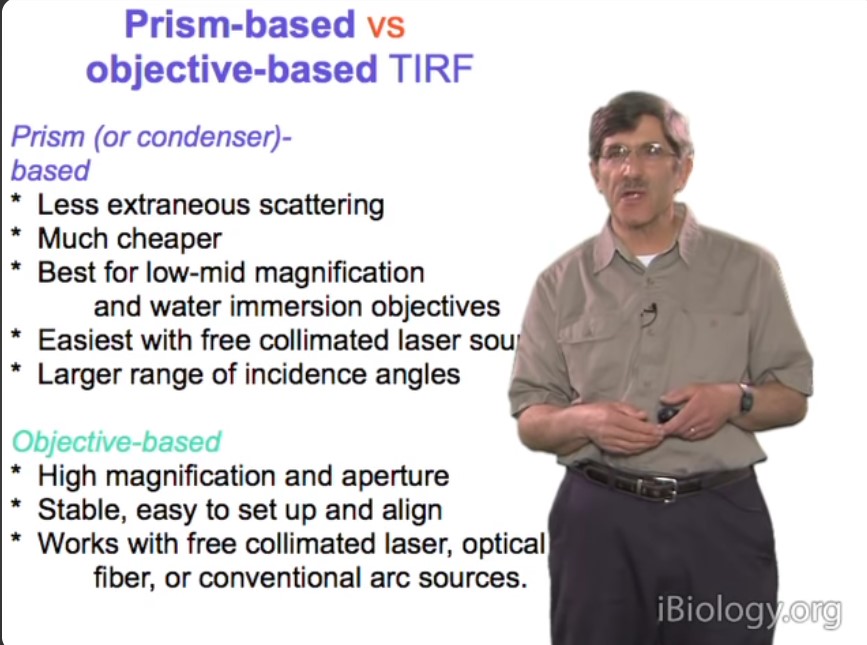 Prism-based vs
objective-based TIRF
Prism (or condenser)-
based
* Less extraneous scattering
* Much cheaper
* Best for low-mid magnification
and water immersion objectives
* Easiest with free collimated laser
* Larger range of incidence angles
Objective-based
* High magnification and aperture
* Stable, easy to set up and align
* Works with free collimated laser, optical
fiber, or conventional arc sources.
iBiology.org